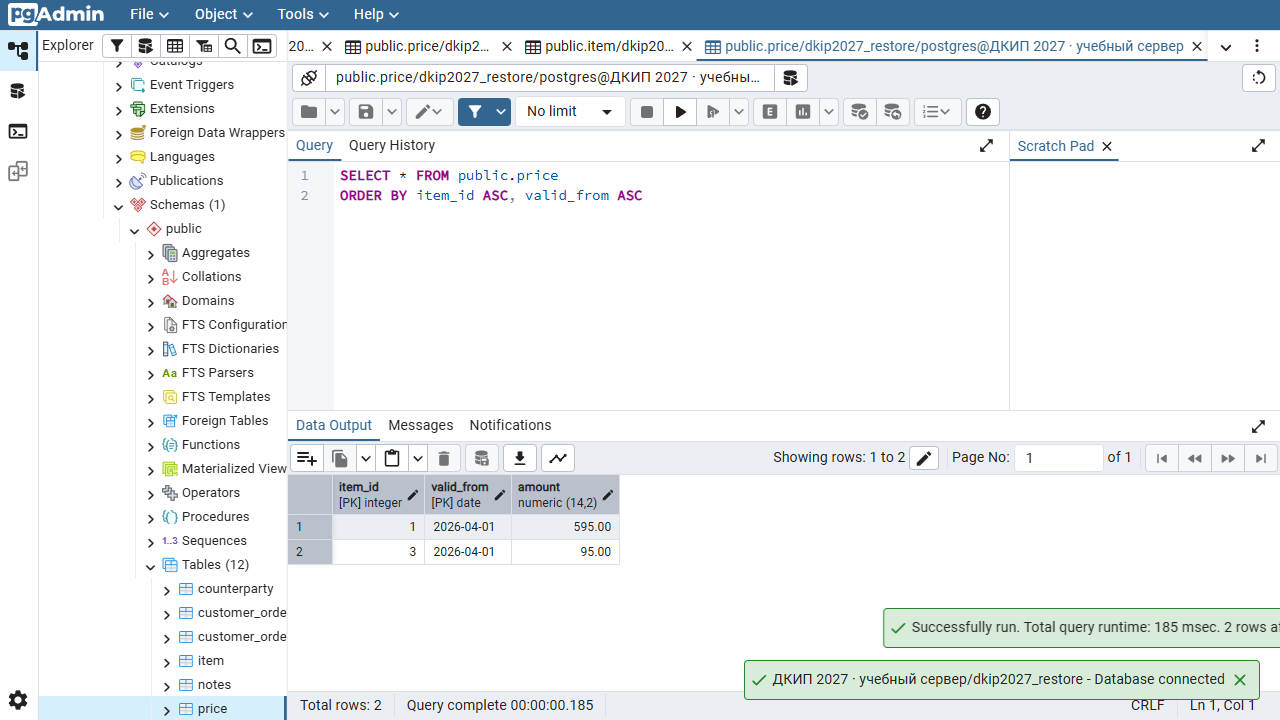 pgAdmin File Object Tools Help
Explorer
20...
public.price/dkip2...
public.item/dkip20...
public.price/dkip2027_restore/postgres@ДКИП 2027 · учебный сервер
public.price/dkip2027_restore/postgres@ДКИП 2027 · учебны...
No limit
E
Query Query History
Scratch Pad
1 SELECT * FROM public.price
2 ORDER BY item_id ASC, valid_from ASC
Catalogs
Event Triggers
Extensions
Foreign Data Wrappers
Languages
Publications
Schemas (1)
public
Aggregates
Collations
Domains
FTS Configuration
FTS Dictionaries
Aa FTS Parsers
FTS Templates
Foreign Tables
Functions
Materialized View
Operators
Procedures
1..3 Sequences
Tables (12)
counterparty
customer_orde
customer_orde
item
notes
price
Data Output Messages Notifications
Showing rows: 1 to 2
Page No: 1 of 1
item_id valid_from amount
[PK] integer [PK] date numeric (14,2)
1 1 2026-04-01 595.00
2 3 2026-04-01 95.00
Successfully run. Total query runtime: 185 msec. 2 rows af
ДКИП 2027 · учебный сервер/dkip2027_restore - Database connected
Total rows: 2 Query complete 00:00:00.185 CRLF Ln 1, Col 1